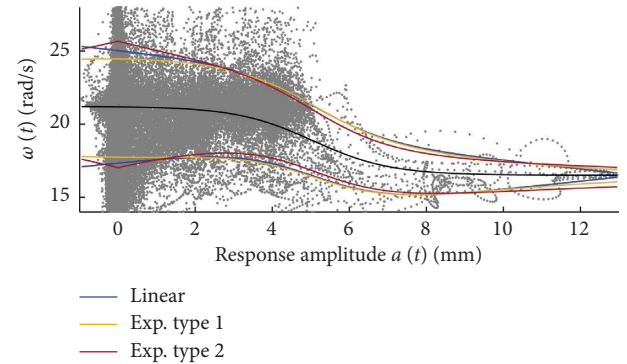 25
20
15
ω (t) (rad/s)
0 2 4 6 8 10 12
Response amplitude a (t) (mm)
Linear
Exp. type 1
Exp. type 2